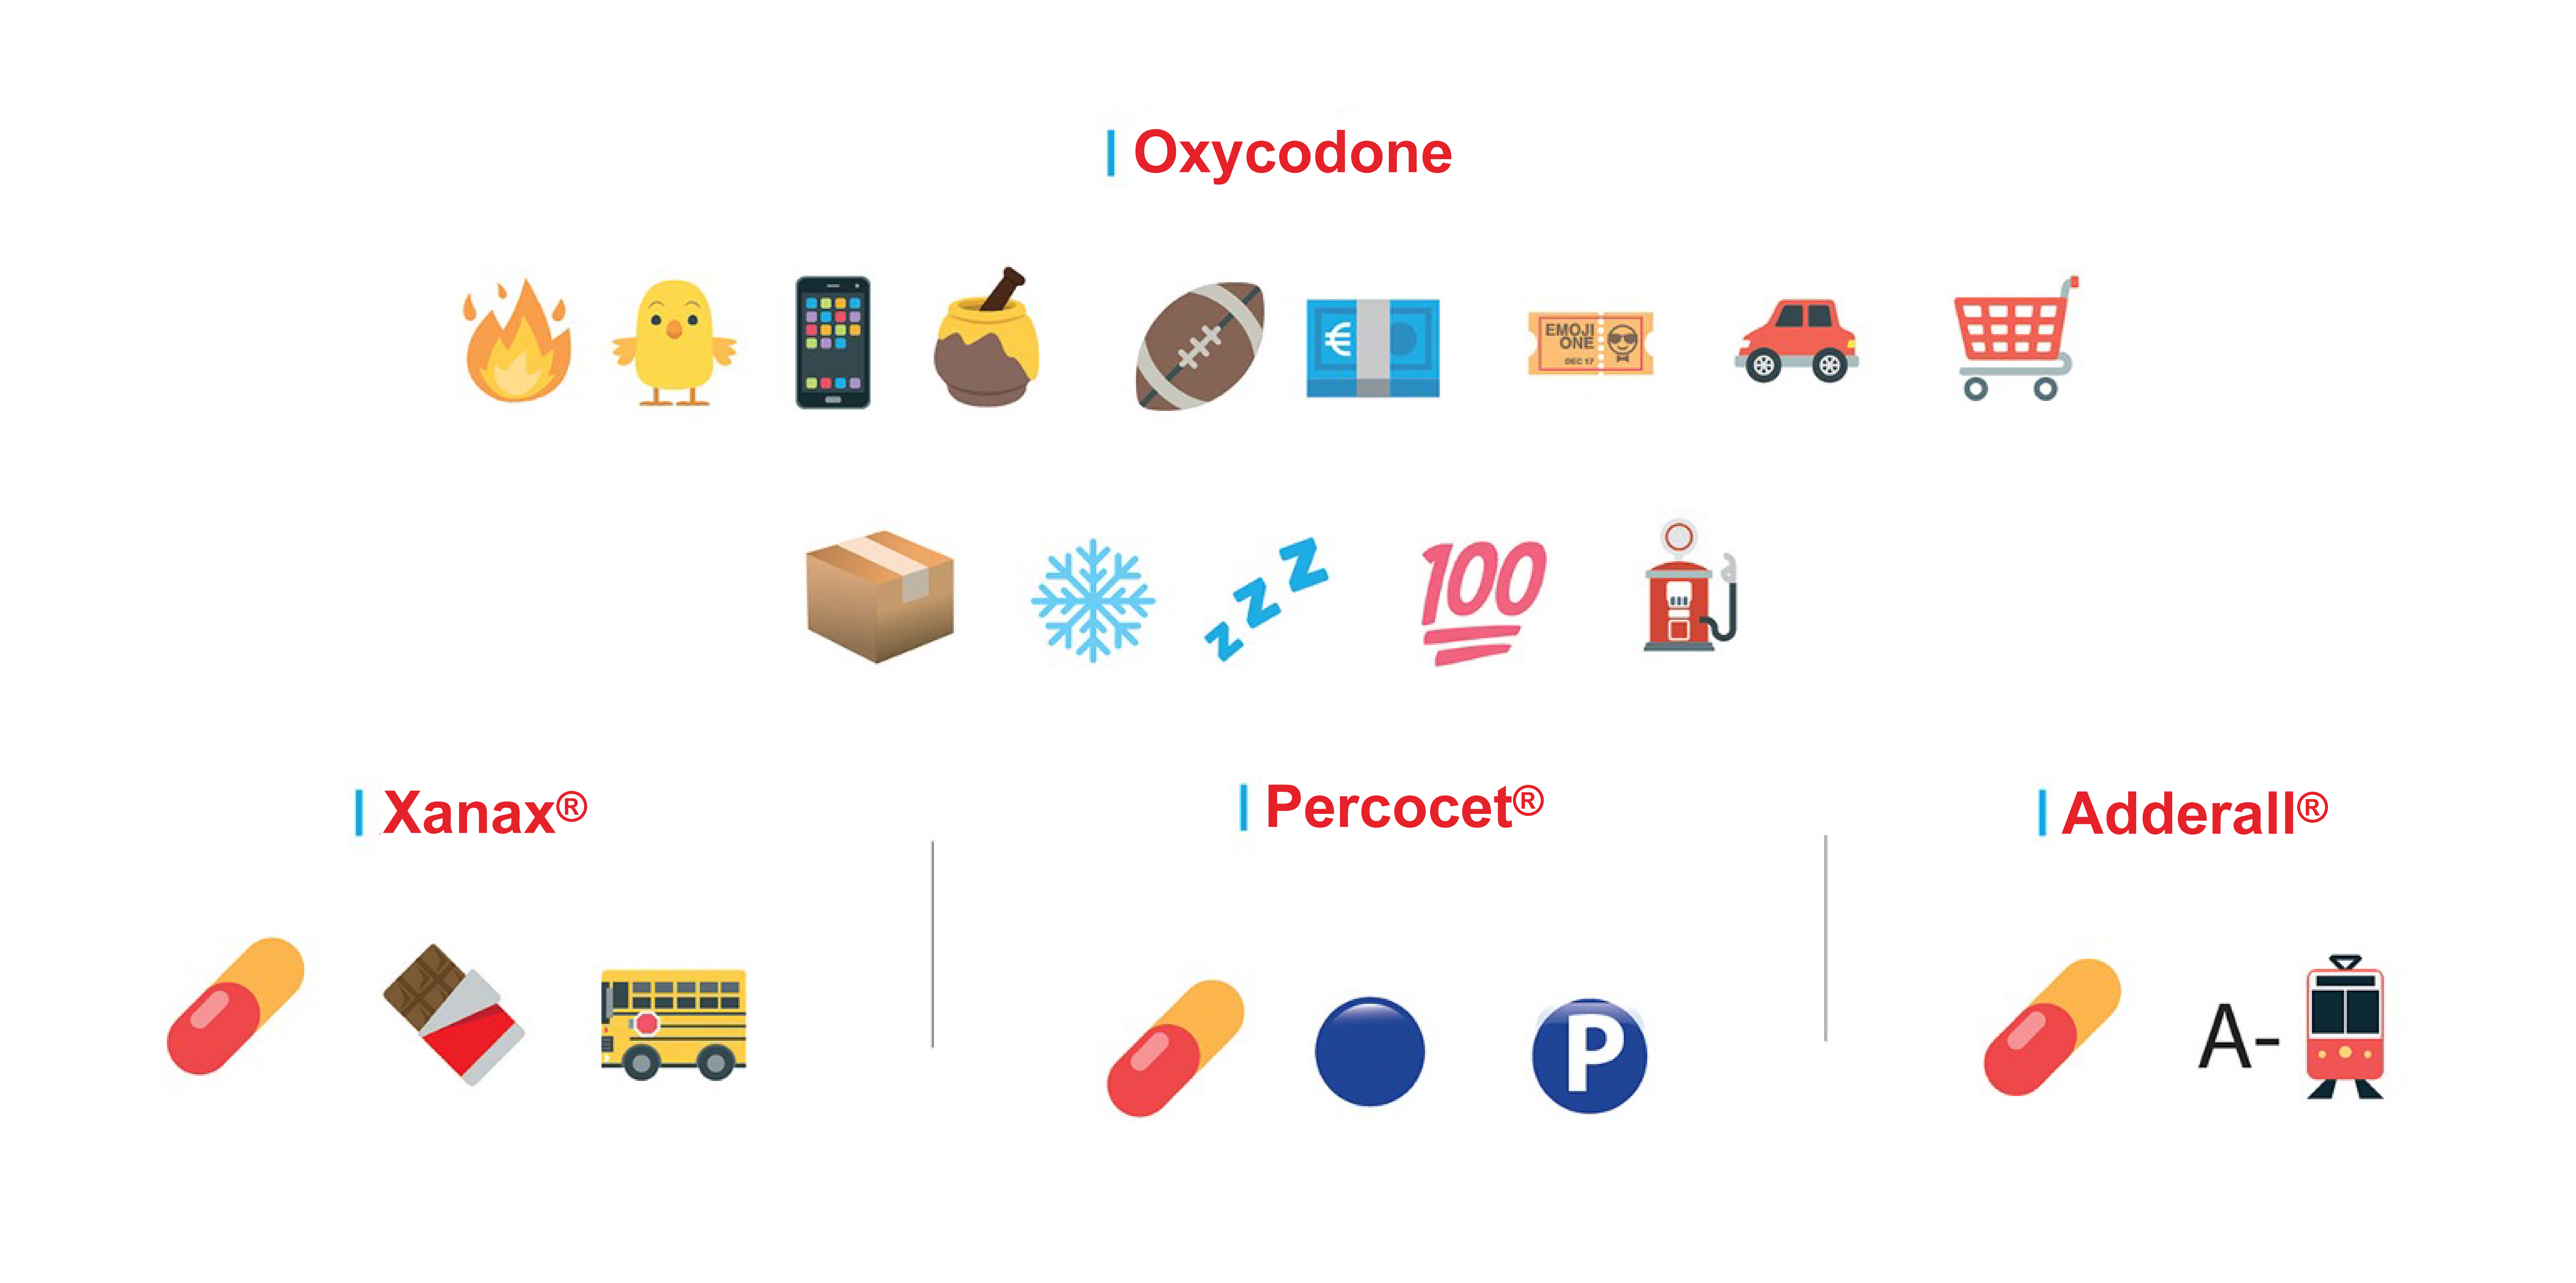 Oxycodone
€
EMOJI
ONE
DEC 17
z z z
100
Xanax®
Percocet®
Adderall®
P
A-